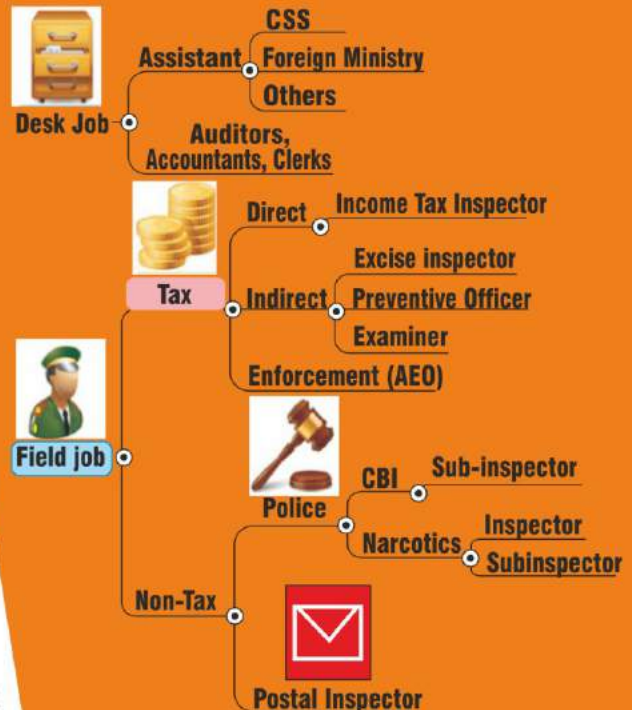 CSS
Assistant
Foreign Ministry
Others
Desk Job
Auditors,
Accountants, Clerks
Direct
Income Tax Inspector
Excise inspector
Tax
Indirect
Preventive Officer
Examiner
Enforcement (AEO)
Field job
Police
CBI
Sub-inspector
Narcotics
Inspector
Subinspector
Non-Tax
Postal Inspector